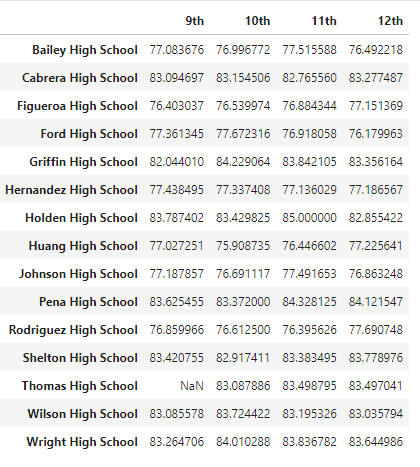 9th 10th 11th 12th
Bailey High School 77.083676 76.996772 77.515588 76.492218
Cabrera High School 83.094697 83.154506 82.765560 83.277487
Figueroa High School 76.403037 76.539974 76.884344 77.151369
Ford High School 77.361345 77.672316 76.918058 76.179963
Griffin High School 82.044010 84.229064 83.842105 83.356164
Hernandez High School 77.438495 77.337408 77.136029 77.186567
Holden High School 83.787402 83.429825 85.000000 82.855422
Huang High School 77.027251 75.908735 76.446602 77.225641
Johnson High School 77.187857 76.691117 77.491653 76.863248
Pena High School 83.625455 83.372000 84.328125 84.121547
Rodriguez High School 76.859966 76.612500 76.395626 77.690748
Shelton High School 83.420755 82.917411 83.383495 83.778976
Thomas High School NaN 83.087886 83.498795 83.497041
Wilson High School 83.085578 83.724422 83.195326 83.035794
Wright High School 83.264706 84.010288 83.836782 83.644986